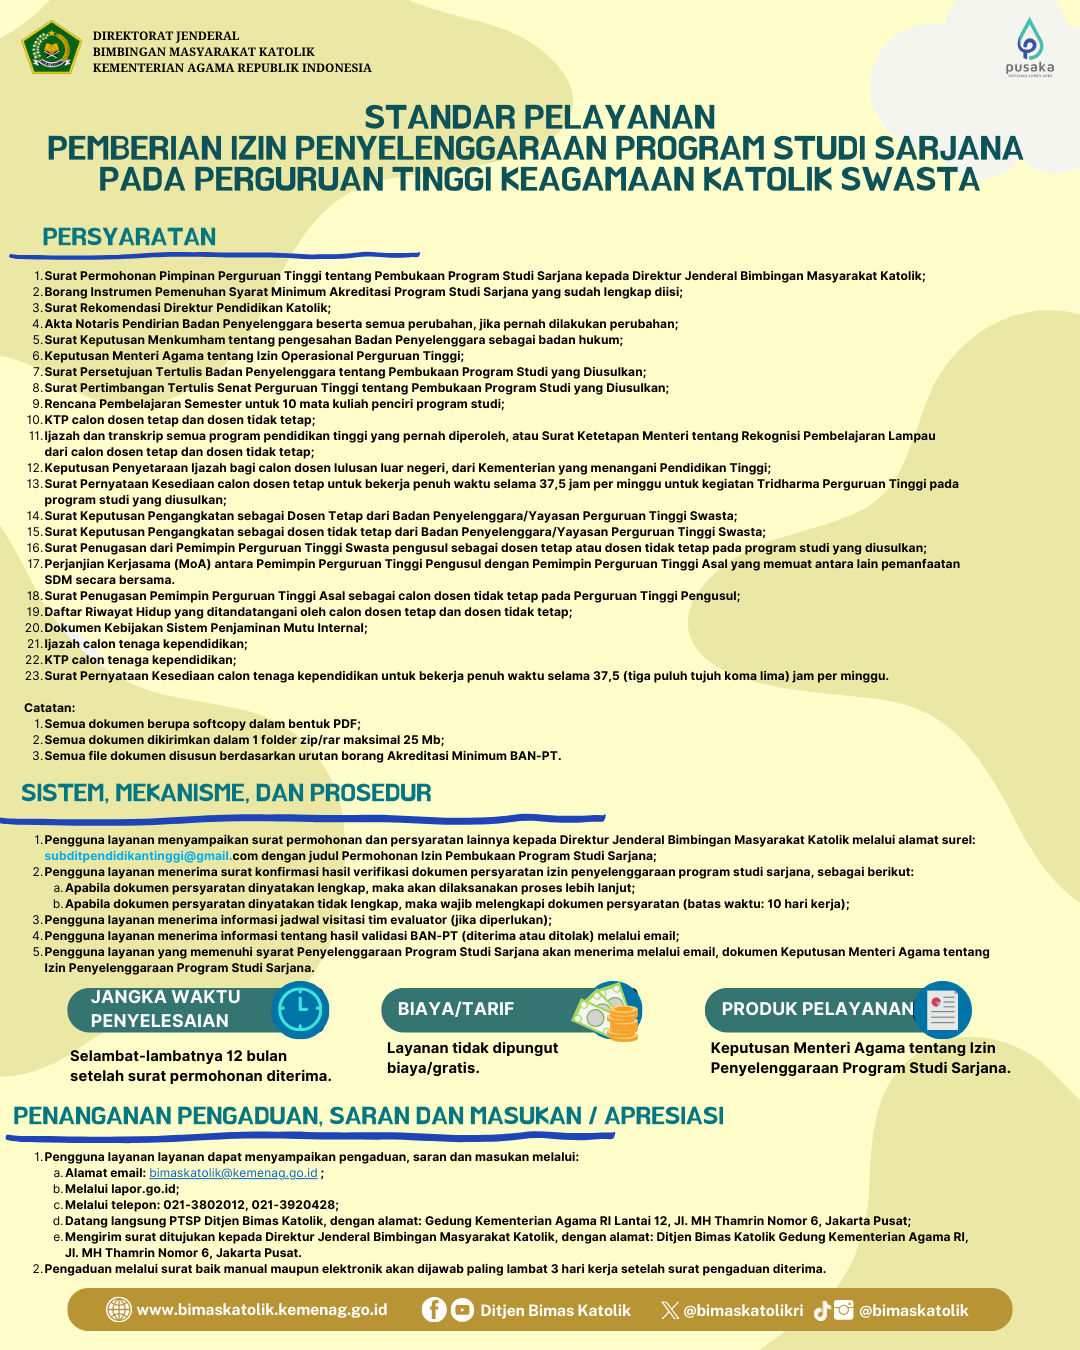 DIREKTORAT JENDERAL
BIMBINGAN MASYARAKAT KATOLIK
KEMENTERIAN AGAMA REPUBLIK INDONESIA
pusaka
STANDAR PELAYANAN
PEMBERIAN IZIN PENYELENGGARAAN PROGRAM STUDI SARJANA
PADA PERGURUAN TINGGI KEAGAMAAN KATOLIK SWASTA
PERSYARATAN
1. Surat Permohonan Pimpinan Perguruan Tinggi tentang Pembukaan Program Studi Sarjana kepada Direktur Jenderal Bimbingan Masyarakat Katolik;
2. Borang Instrumen Pemenuhan Syarat Minimum Akreditasi Program Studi Sarjana yang sudah lengkap diisi;
3. Surat Rekomendasi Direktur Pendidikan Katolik;
4. Akta Notaris Pendirian Badan Penyelenggara beserta semua perubahan, jika pernah dilakukan perubahan;
5. Surat Keputusan Menkumham tentang pengesahan Badan Penyelenggara sebagai badan hukum;
6. Keputusan Menteri Agama tentang Izin Operasional Perguruan Tinggi;
7. Surat Persetujuan Tertulis Badan Penyelenggara tentang Pembukaan Program Studi yang Diusulkan;
8. Surat Pertimbangan Tertulis Senat Perguruan Tinggi tentang Pembukaan Program Studi yang Diusulkan;
9. Rencana Pembelajaran Semester untuk 10 mata kuliah penciri program studi;
10. KTP calon dosen tetap dan dosen tidak tetap;
11. Ijazah dan transkrip semua program pendidikan tinggi yang pernah diperoleh, atau Surat Ketetapan Menteri tentang Rekognisi Pembelajaran Lampau
dari calon dosen tetap dan dosen tidak tetap;
12. Keputusan Penyetaraan Ijazah bagi calon dosen lulusan luar negeri, dari Kementerian yang menangani Pendidikan Tinggi;
13. Surat Pernyataan Kesediaan calon dosen tetap untuk bekerja penuh waktu selama 37,5 jam per minggu untuk kegiatan Tridharma Perguruan Tinggi pada
program studi yang diusulkan;
14. Surat Keputusan Pengangkatan sebagai Dosen Tetap dari Badan Penyelenggara/Yayasan Perguruan Tinggi Swasta;
15. Surat Keputusan Pengangkatan sebagai dosen tidak tetap dari Badan Penyelenggara/Yayasan Perguruan Tinggi Swasta;
16. Surat Penugasan dari Pemimpin Perguruan Tinggi Swasta pengusul sebagai dosen tetap atau dosen tidak tetap pada program studi yang diusulkan;
17. Perjanjian Kerjasama (MoA) antara Pemimpin Perguruan Tinggi Pengusul dengan Pemimpin Perguruan Tinggi Asal yang memuat antara lain pemanfaatan
SDM secara bersama.
18. Surat Penugasan Pemimpin Perguruan Tinggi Asal sebagai calon dosen tidak tetap pada Perguruan Tinggi Pengusul;
19. Daftar Riwayat Hidup yang ditandatangani oleh calon dosen tetap dan dosen tidak tetap;
20. Dokumen Kebijakan Sistem Penjaminan Mutu Internal;
21. Ijazah calon tenaga kependidikan;
22. KTP calon tenaga kependidikan;
23. Surat Pernyataan Kesediaan calon tenaga kependidikan untuk bekerja penuh waktu selama 37,5 (tiga puluh tujuh koma lima) jam per minggu.
Catatan:
1. Semua dokumen berupa softcopy dalam bentuk PDF;
2. Semua dokumen dikirimkan dalam 1 folder zip/rar maksimal 25 Mb;
3. Semua file dokumen disusun berdasarkan urutan borang Akreditasi Minimum BAN-PT.
SISTEM, MEKANISME, DAN PROSEDUR
1. Pengguna layanan menyampaikan surat permohonan dan persyaratan lainnya kepada Direktur Jenderal Bimbingan Masyarakat Katolik melalui alamat surel:
subditpendidikantinggi@gmail.com dengan judul Permohonan Izin Pembukaan Program Studi Sarjana;
2. Pengguna layanan menerima surat konfirmasi hasil verifikasi dokumen persyaratan izin penyelenggaraan program studi sarjana, sebagai berikut:
a. Apabila dokumen persyaratan dinyatakan lengkap, maka akan dilaksanakan proses lebih lanjut;
b. Apabila dokumen persyaratan dinyatakan tidak lengkap, maka wajib melengkapi dokumen persyaratan (batas waktu: 10 hari kerja);
3. Pengguna layanan menerima informasi jadwal visitasi tim evaluator (jika diperlukan);
4. Pengguna layanan menerima informasi tentang hasil validasi BAN-PT (diterima atau ditolak) melalui email;
5. Pengguna layanan yang memenuhi syarat Penyelenggaraan Program Studi Sarjana akan menerima melalui email, dokumen Keputusan Menteri Agama tentang
Izin Penyelenggaraan Program Studi Sarjana.
JANGKA WAKTU
PENYELESAIAN
Selambat-lambatnya 12 bulan
setelah surat permohonan diterima.
BIAYA/TARIF
Layanan tidak dipungut
biaya/gratis.
PRODUK PELAYANAN
Keputusan Menteri Agama tentang Izin
Penyelenggaraan Program Studi Sarjana.
PENANGANAN PENGADUAN, SARAN DAN MASUKAN / APRESIASI
1. Pengguna layanan layanan dapat menyampaikan pengaduan, saran dan masukan melalui:
a. Alamat email: bimaskatolik@kemenag.go.id ;
b. Melalui lapor.go.id;
c. Melalui telepon: 021-3802012, 021-3920428;
d. Datang langsung PTSP Ditjen Bimas Katolik, dengan alamat: Gedung Kementerian Agama RI Lantai 12, Jl. MH Thamrin Nomor 6, Jakarta Pusat;
e. Mengirim surat ditujukan kepada Direktur Jenderal Bimbingan Masyarakat Katolik, dengan alamat: Ditjen Bimas Katolik Gedung Kementerian Agama RI,
Jl. MH Thamrin Nomor 6, Jakarta Pusat.
2. Pengaduan melalui surat baik manual maupun elektronik akan dijawab paling lambat 3 hari kerja setelah surat pengaduan diterima.
www.bimaskatolik.kemenag.go.id
Ditjen Bimas Katolik
@bimaskatolikri
@bimaskatolik